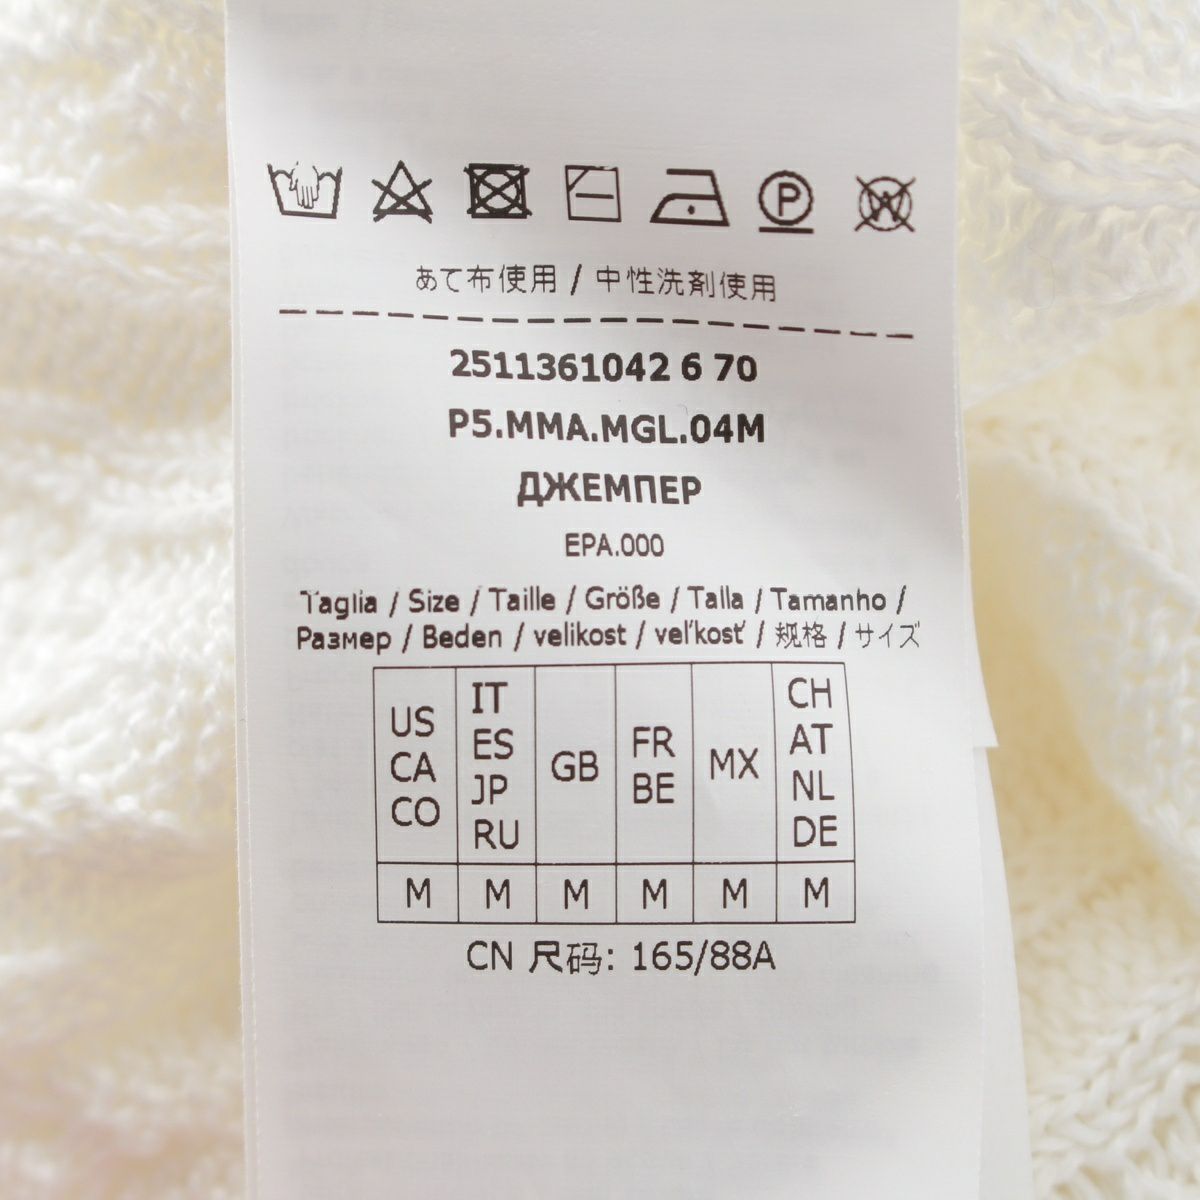 P
W
あて布使用 / 中性洗剤使用
2511361042 6 70
P5.MMA.MGL.04M
ДЖЕМПЕР
EPA.000
Taglia / Size / Taille / Größe / Talla / Tamanho /
Размер / Beden / velikost / veľkosť / 规格 / サイズ
US CA CO
IT ES JP RU
GB
FR BE
MX
CH AT NL DE
M M M M M M
CN 尺码: 165/88A